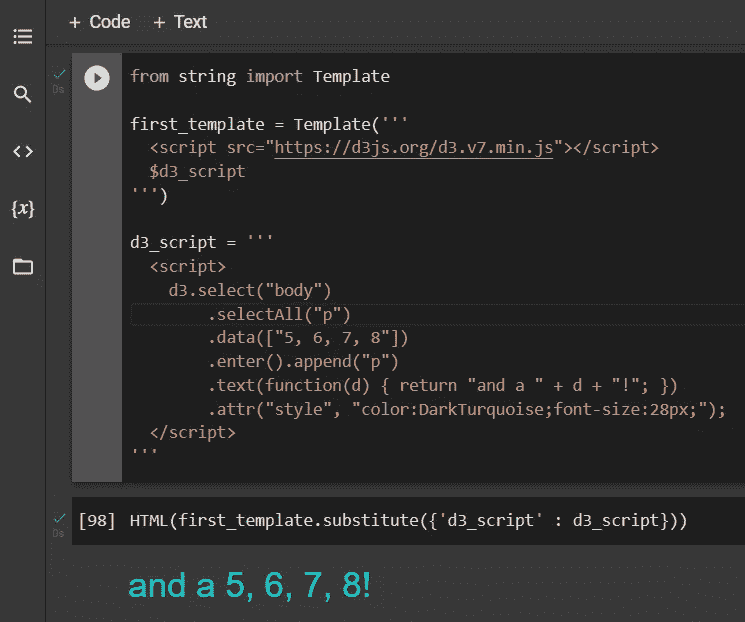 + Code + Text
from string import Template
first_template = Template('''
<script src="https://d3js.org/d3.v7.min.js"></script>
$d3_script
''')
d3_script = '''
<script>
d3.select("body")
.selectAll("p")
.data(["5, 6, 7, 8"])
.enter().append("p")
.text(function(d) { return "and a " + d + "!"; })
.attr("style", "color:DarkTurquoise;font-size:28px;");
</script>
'''
0s
{x}
[98] HTML(first_template.substitute({'d3_script' : d3_script}))
0s
and a 5, 6, 7, 8!